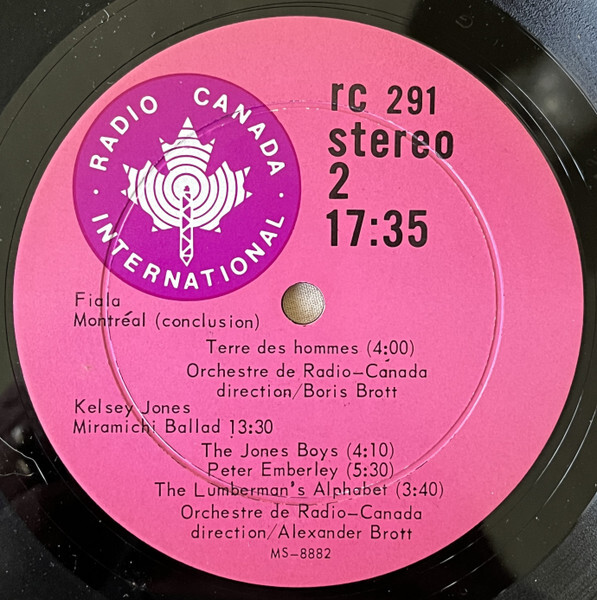 RADIO CANADA
INTERNATIONAL
rc 291
stereo
2
17:35
Fiala
Montréal (conclusion)
Terre des hommes (4:00)
Orchestre de Radio-Canada
direction/Boris Brott
Kelsey Jones
Miramichi Ballad 13:30
The Jones Boys (4:10)
Peter Emberley (5:30)
The Lumberman's Alphabet (3:40)
Orchestre de Radio-Canada
direction/Alexander Brott
MS-8882